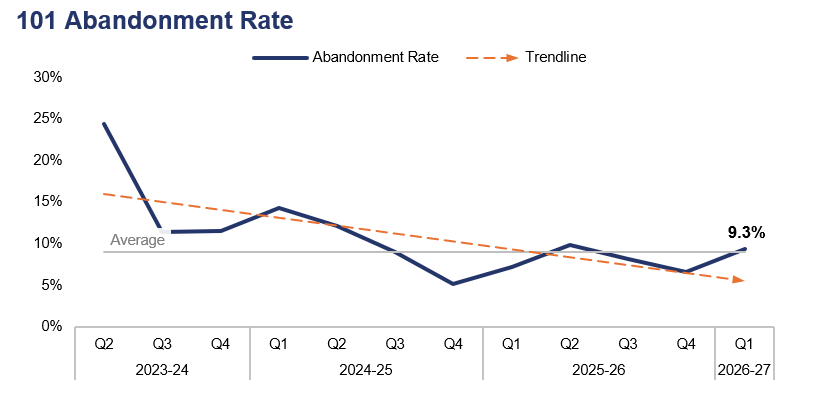 101 Abandonment Rate
Abandonment Rate Trendline
30%
25%
20%
15%
10%
5%
0%
Average
9.3%
Q2 Q3 Q4 Q1 Q2 Q3 Q4 Q1 Q2 Q3 Q4 Q1
2023-24 2024-25 2025-26 2026-27